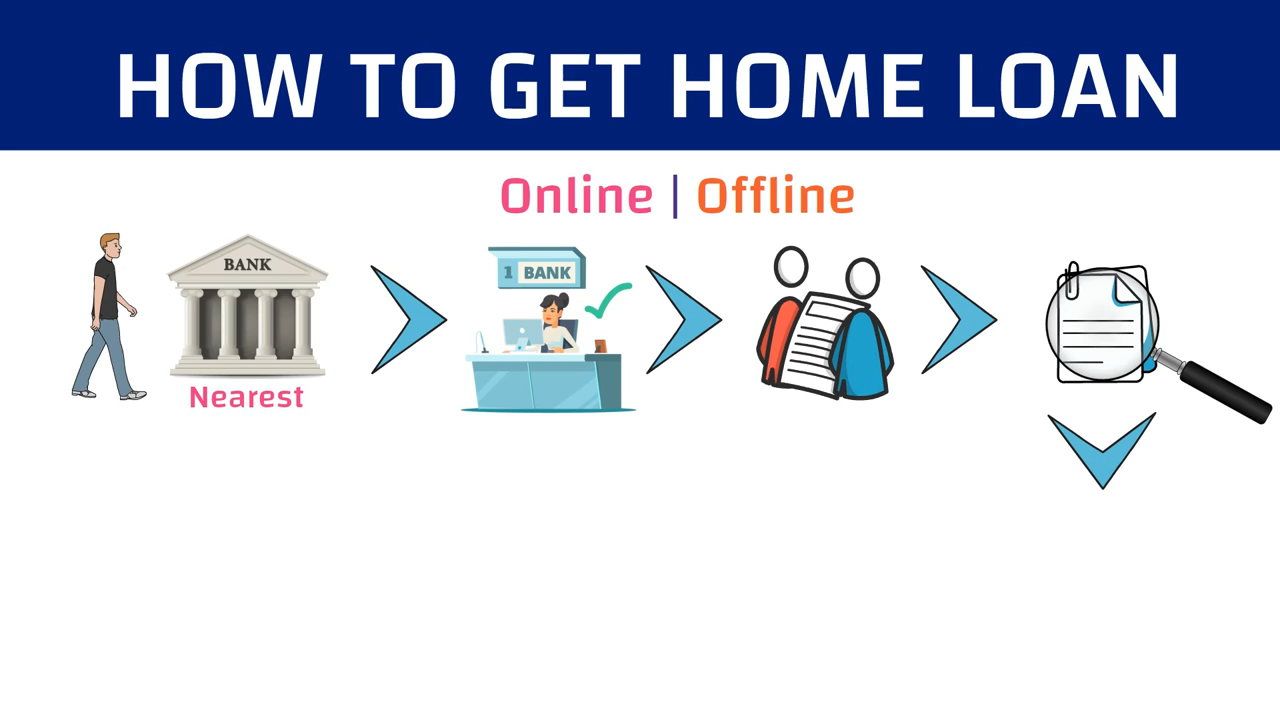 HOW TO GET HOME LOAN
Online | Offline
BANK
1 BANK
Nearest